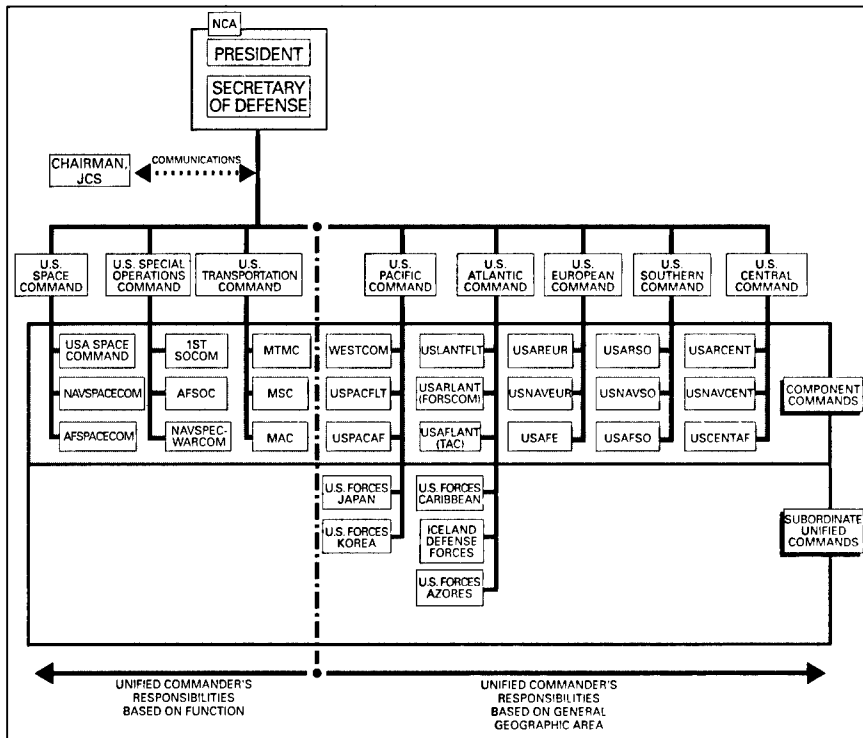 NCA
PRESIDENT
SECRETARY
OF DEFENSE
CHAIRMAN,
JCS
COMMUNICATIONS
U.S.
SPACE
COMMAND
U.S. SPECIAL
OPERATIONS
COMMAND
U.S.
TRANSPORTATION
COMMAND
U.S.
PACIFIC
COMMAND
U.S.
ATLANTIC
COMMAND
U.S.
EUROPEAN
COMMAND
U.S.
SOUTHERN
COMMAND
U.S.
CENTRAL
COMMAND
USA SPACE
COMMAND
NAVSPACECOM
AFSPACECOM
1ST
SOCOM
AFSOC
NAVSPEC-
WARCOM
MTMC
MSC
MAC
WESTCOM
USPACFLT
USPACAF
USLANTFLT
USARLANT
(FORSCOM)
USAFLANT
(TAC)
USAREUR
USNAVEUR
USAFE
USARSO
USNAVSO
USAFSO
USARCENT
USNAVCENT
USCENTAF
COMPONENT
COMMANDS
U.S. FORCES
JAPAN
U.S. FORCES
KOREA
U.S. FORCES
CARIBBEAN
ICELAND
DEFENSE
FORCES
U.S. FORCES
AZORES
SUBORDINATE
UNIFIED
COMMANDS
UNIFIED COMMANDER'S
RESPONSIBILITIES
BASED ON FUNCTION
UNIFIED COMMANDER'S
RESPONSIBILITIES
BASED ON GENERAL
GEOGRAPHIC AREA